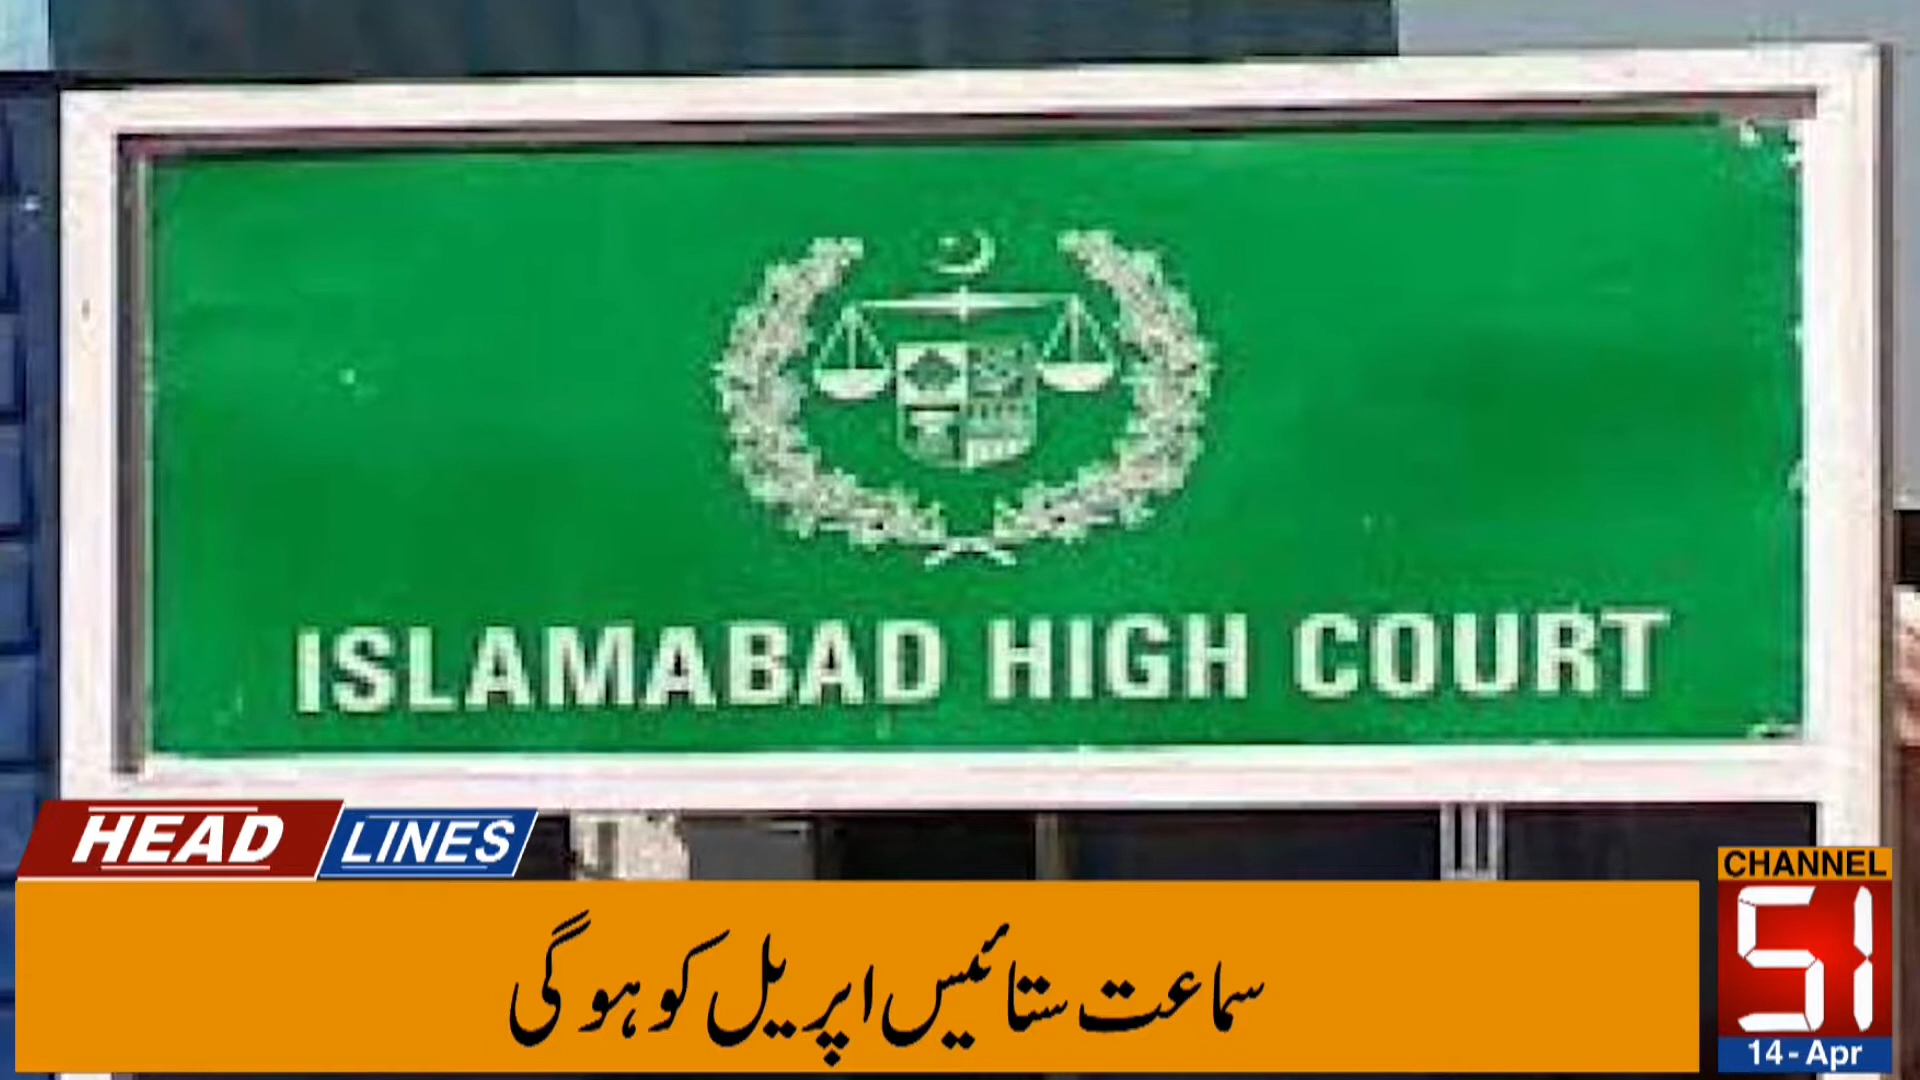 ISLAMABAD HIGH COURT
HEAD LINES
سماعت ستائیس اپریل کو ہو گی
CHANNEL
51
14-Apr